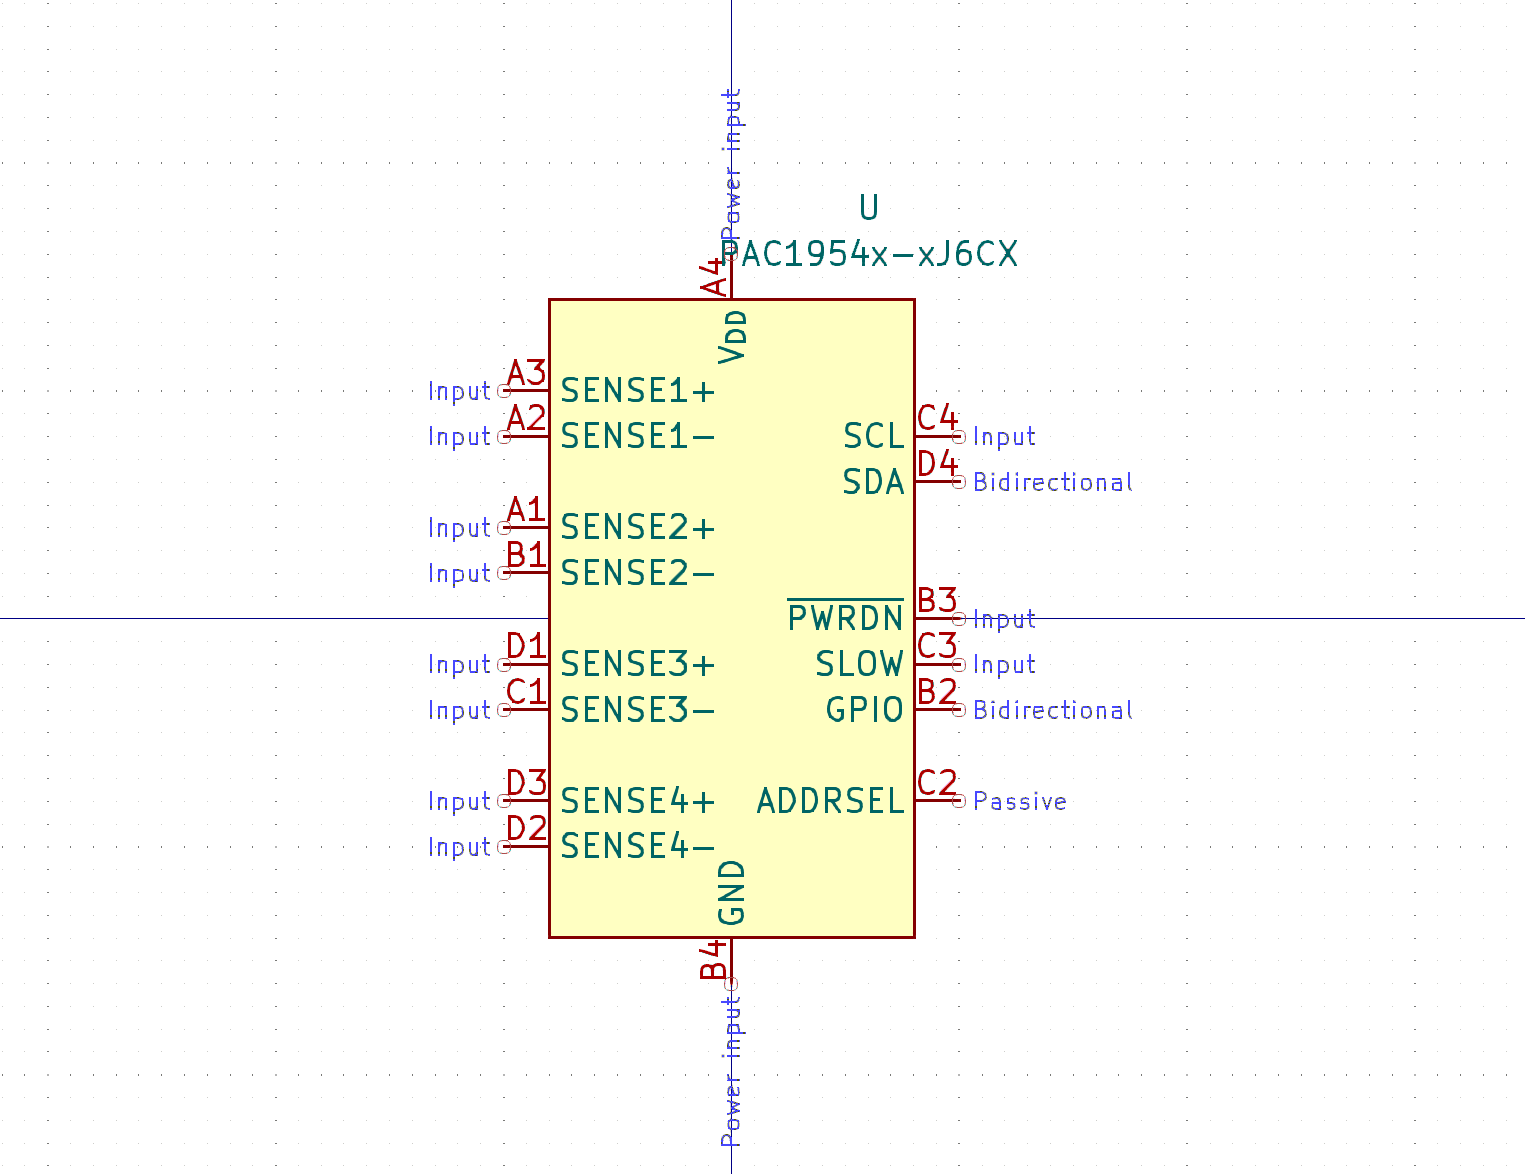 Power input
U
PAC1954x-xJ6CX
A4
VDD
Input A3 SENSE1+
Input A2 SENSE1-
SCL C4 Input
SDA D4 Bidirectional
Input A1 SENSE2+
Input B1 SENSE2-
PWRDN B3 Input
Input D1 SENSE3+ SLOW C3 Input
Input C1 SENSE3- GPIO B2 Bidirectional
Input D3 SENSE4+ ADDRSEL C2 Passive
Input D2 SENSE4-
GND
B4
Power input